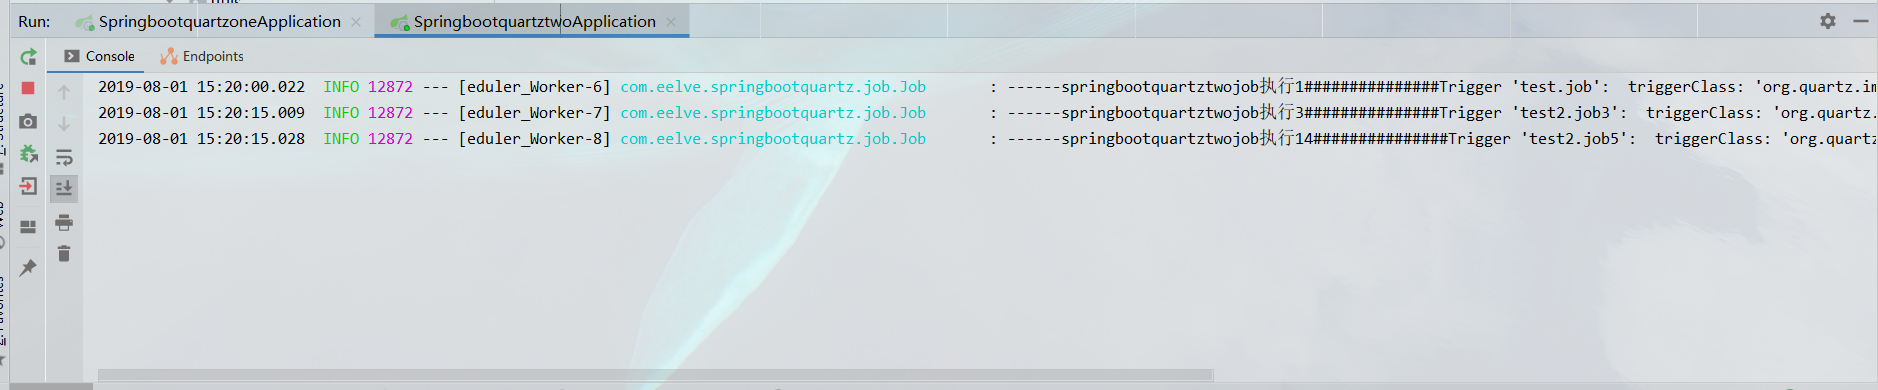 Run: SpringbootquartzoneApplication SpringbootquartztwoApplication
Console Endpoints
2019-08-01 15:20:00.022  INFO 12872 --- [eduler_Worker-6] com.eelve.springbootquartz.job.Job       : ------springbootquartztwojob执行1###############Trigger 'test.job':  triggerClass: 'org.quartz.im
2019-08-01 15:20:15.009  INFO 12872 --- [eduler_Worker-7] com.eelve.springbootquartz.job.Job       : ------springbootquartztwojob执行3###############Trigger 'test2.job3':  triggerClass: 'org.quartz.
2019-08-01 15:20:15.028  INFO 12872 --- [eduler_Worker-8] com.eelve.springbootquartz.job.Job       : ------springbootquartztwojob执行14###############Trigger 'test2.job5':  triggerClass: 'org.quartz
Web